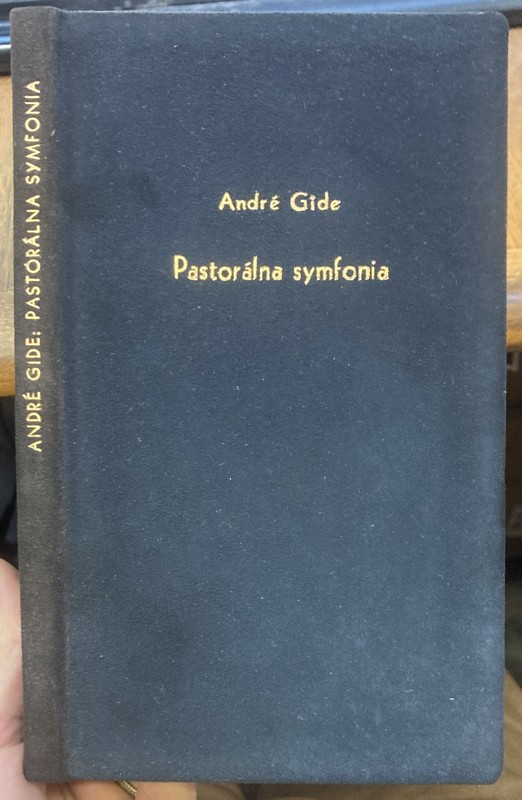 André Gide
Pastorálna symfonia
ANDRÉ GIDE: PASTORÁLNA SYMFONIA